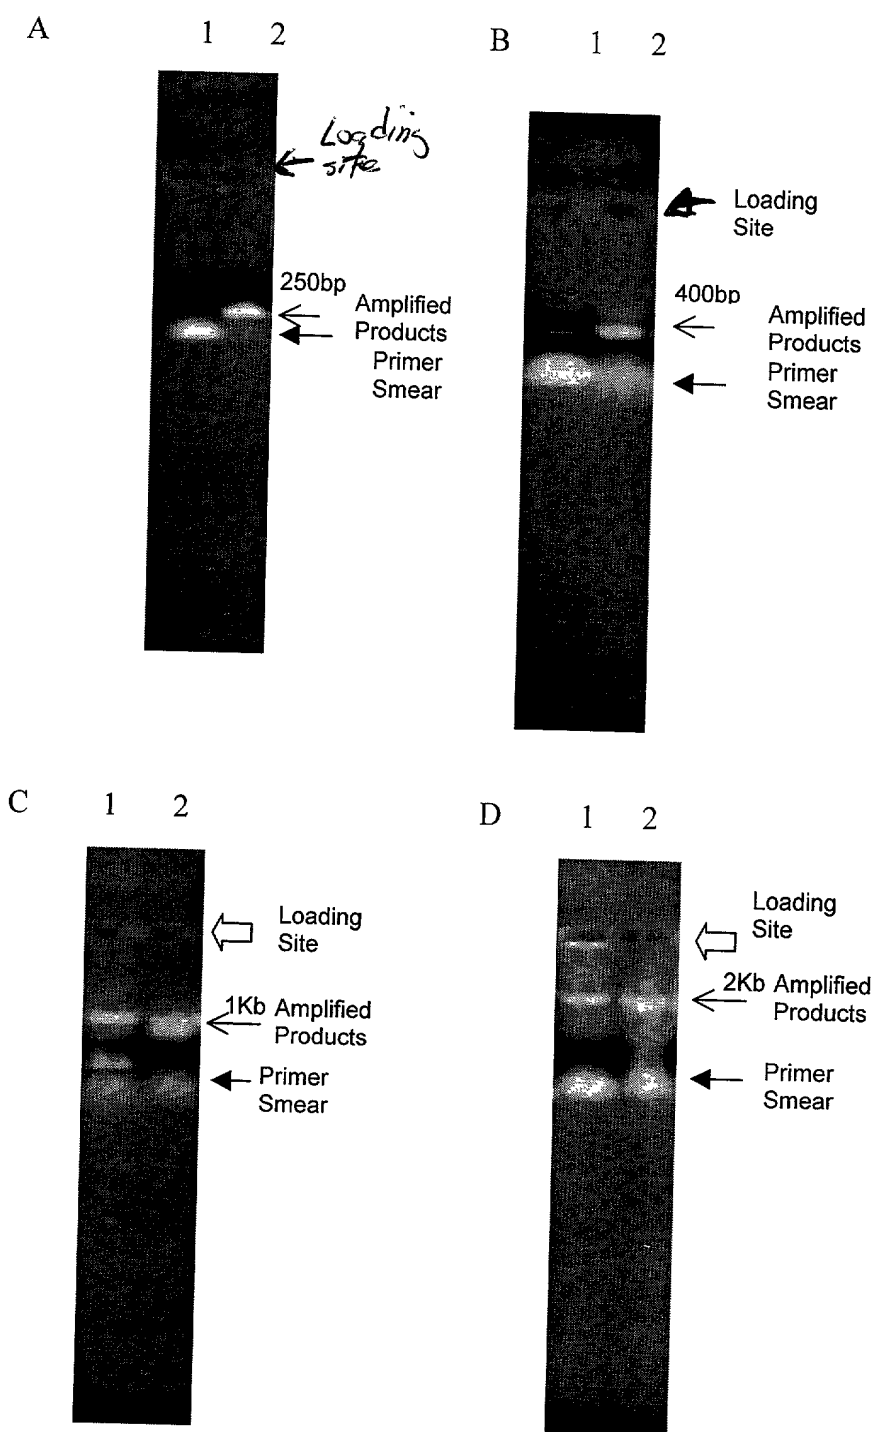 A
1 2
Loading
site
250bp
Amplified
Products
Primer
Smear
B
1 2
Loading
Site
400bp
Amplified
Products
Primer
Smear
C
1 2
Loading
Site
1Kb Amplified
Products
Primer
Smear
D
1 2
Loading
Site
2Kb Amplified
Products
Primer
Smear